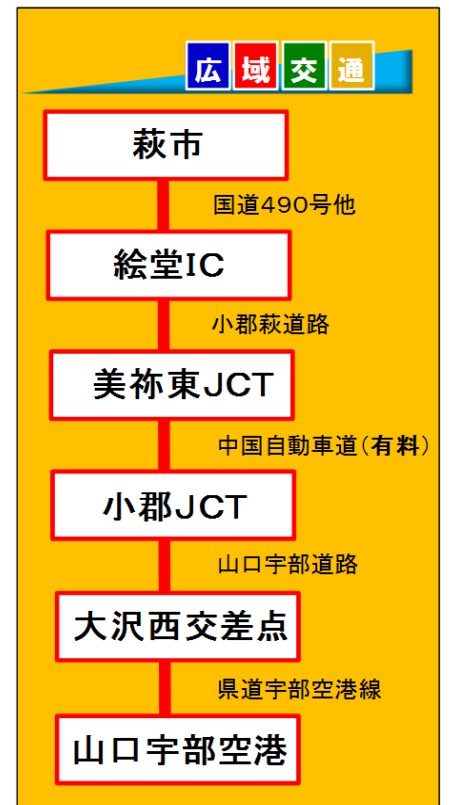 広域交通
萩市
国道490号他
絵堂IC
小郡萩道路
美祢東JCT
中国自動車道(有料)
小郡JCT
山口宇部道路
大沢西交差点
県道宇部空港線
山口宇部空港